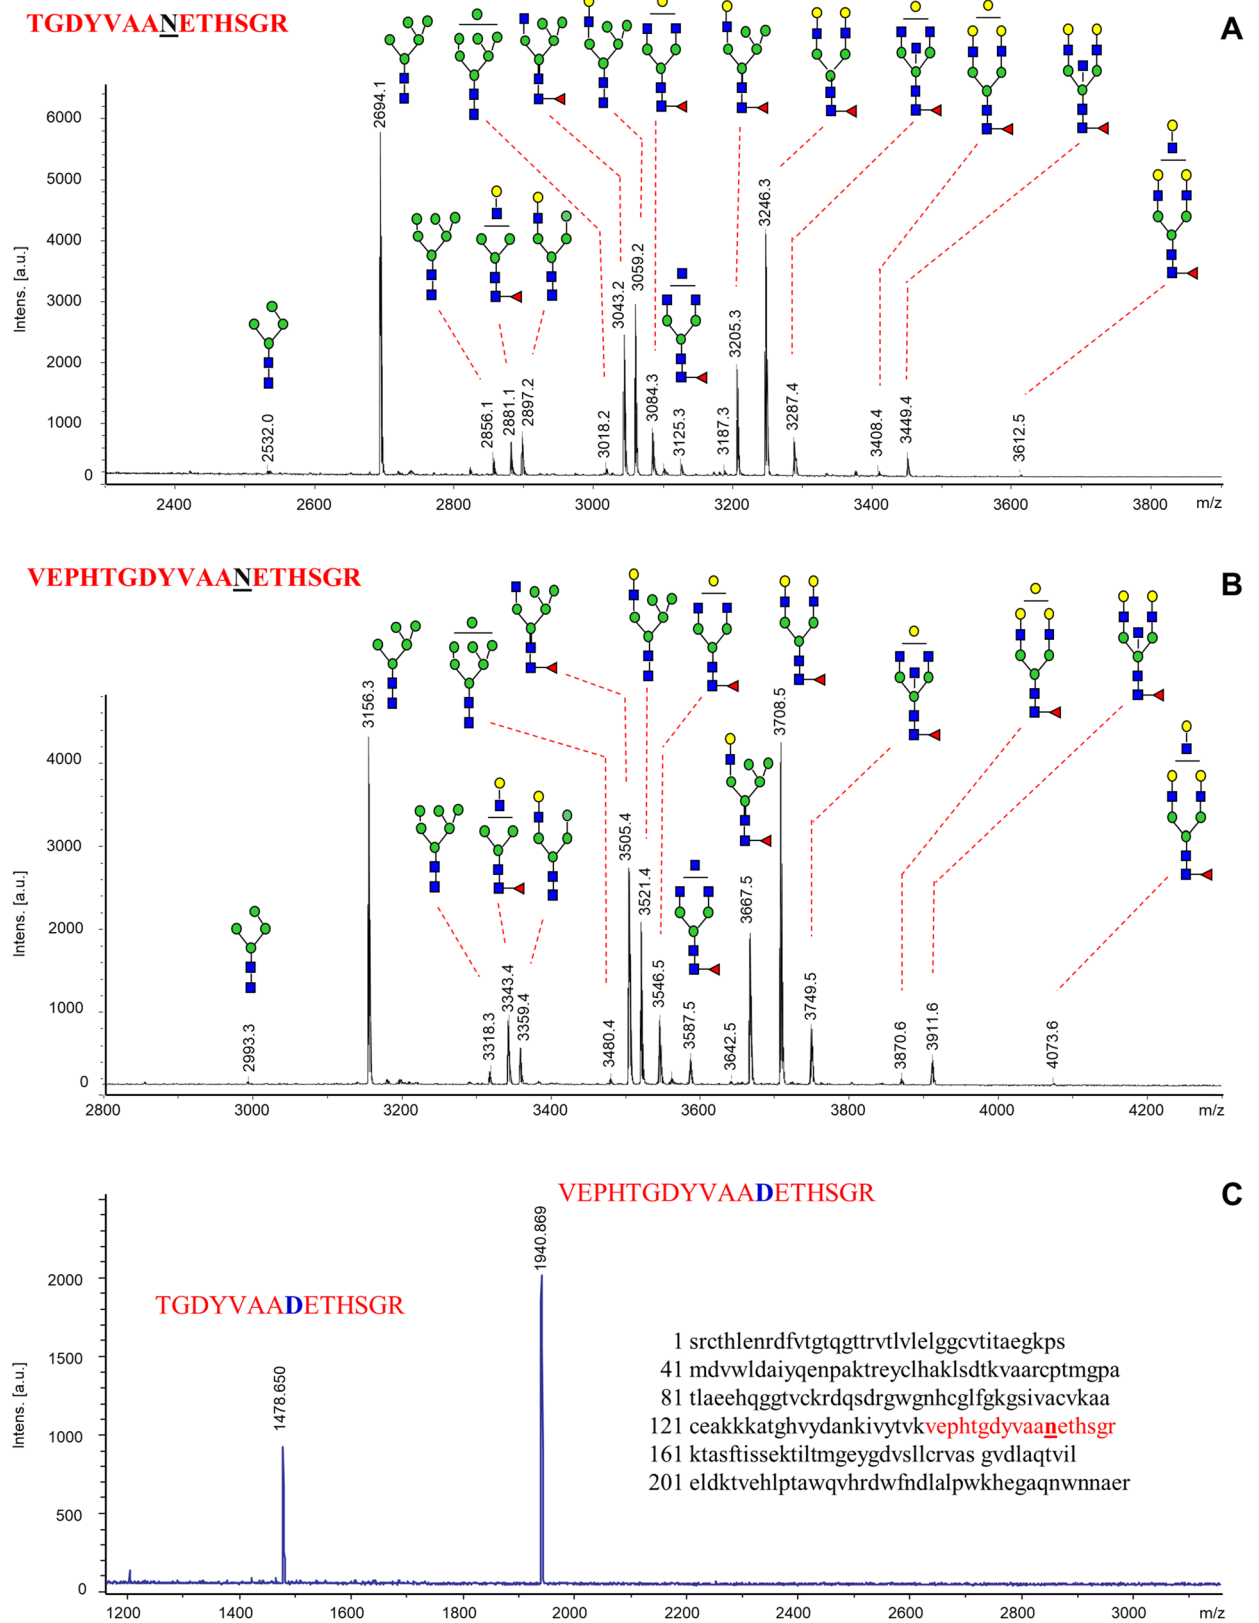 TGDYVAANETHSGR
A
Intens. [a.u.]
6000
5000
4000
3000
2000
1000
0
2532.0
2694.1
2856.1
2881.1
2897.2
3018.2
3043.2
3059.2
3084.3
3125.3
3187.3
3205.3
3246.3
3287.4
3408.4
3449.4
3612.5
2400 2600 2800 3000 3200 3400 3600 3800 m/z
VEPHTGDYVAANETHSGR
B
Intens. [a.u.]
4000
3000
2000
1000
0
2993.3
3156.3
3318.3
3343.4
3359.4
3480.4
3505.4
3521.4
3546.5
3587.5
3642.5
3667.5
3708.5
3749.5
3870.6
3911.6
4073.6
2800 3000 3200 3400 3600 3800 4000 4200 m/z
VEPHTGDYVAADETHSGR
C
TGDYVAADETHSGR
Intens. [a.u.]
2000
1500
1000
500
0
1478.650
1940.869
1 srcthlenrdfvtgtqgttrvtlvlelggcvtitaegkps
41 mdvwldaiyqenpaktreyclhaklsdtkvaarcptmgpa
81 tlaeehqggtvckrdqsdrgwgnhcglfgkgsivacvkaa
121 ceakkkatghvydankivytvkvephtgdyvaanethsgr
161 ktasftissektiltmgeygdvsllcrvas gvdlaqtvil
201 eldktvehlptawqvhrdwfndlalpwkhegaqnwnnaer
1200 1400 1600 1800 2000 2200 2400 2600 2800 3000 m/z